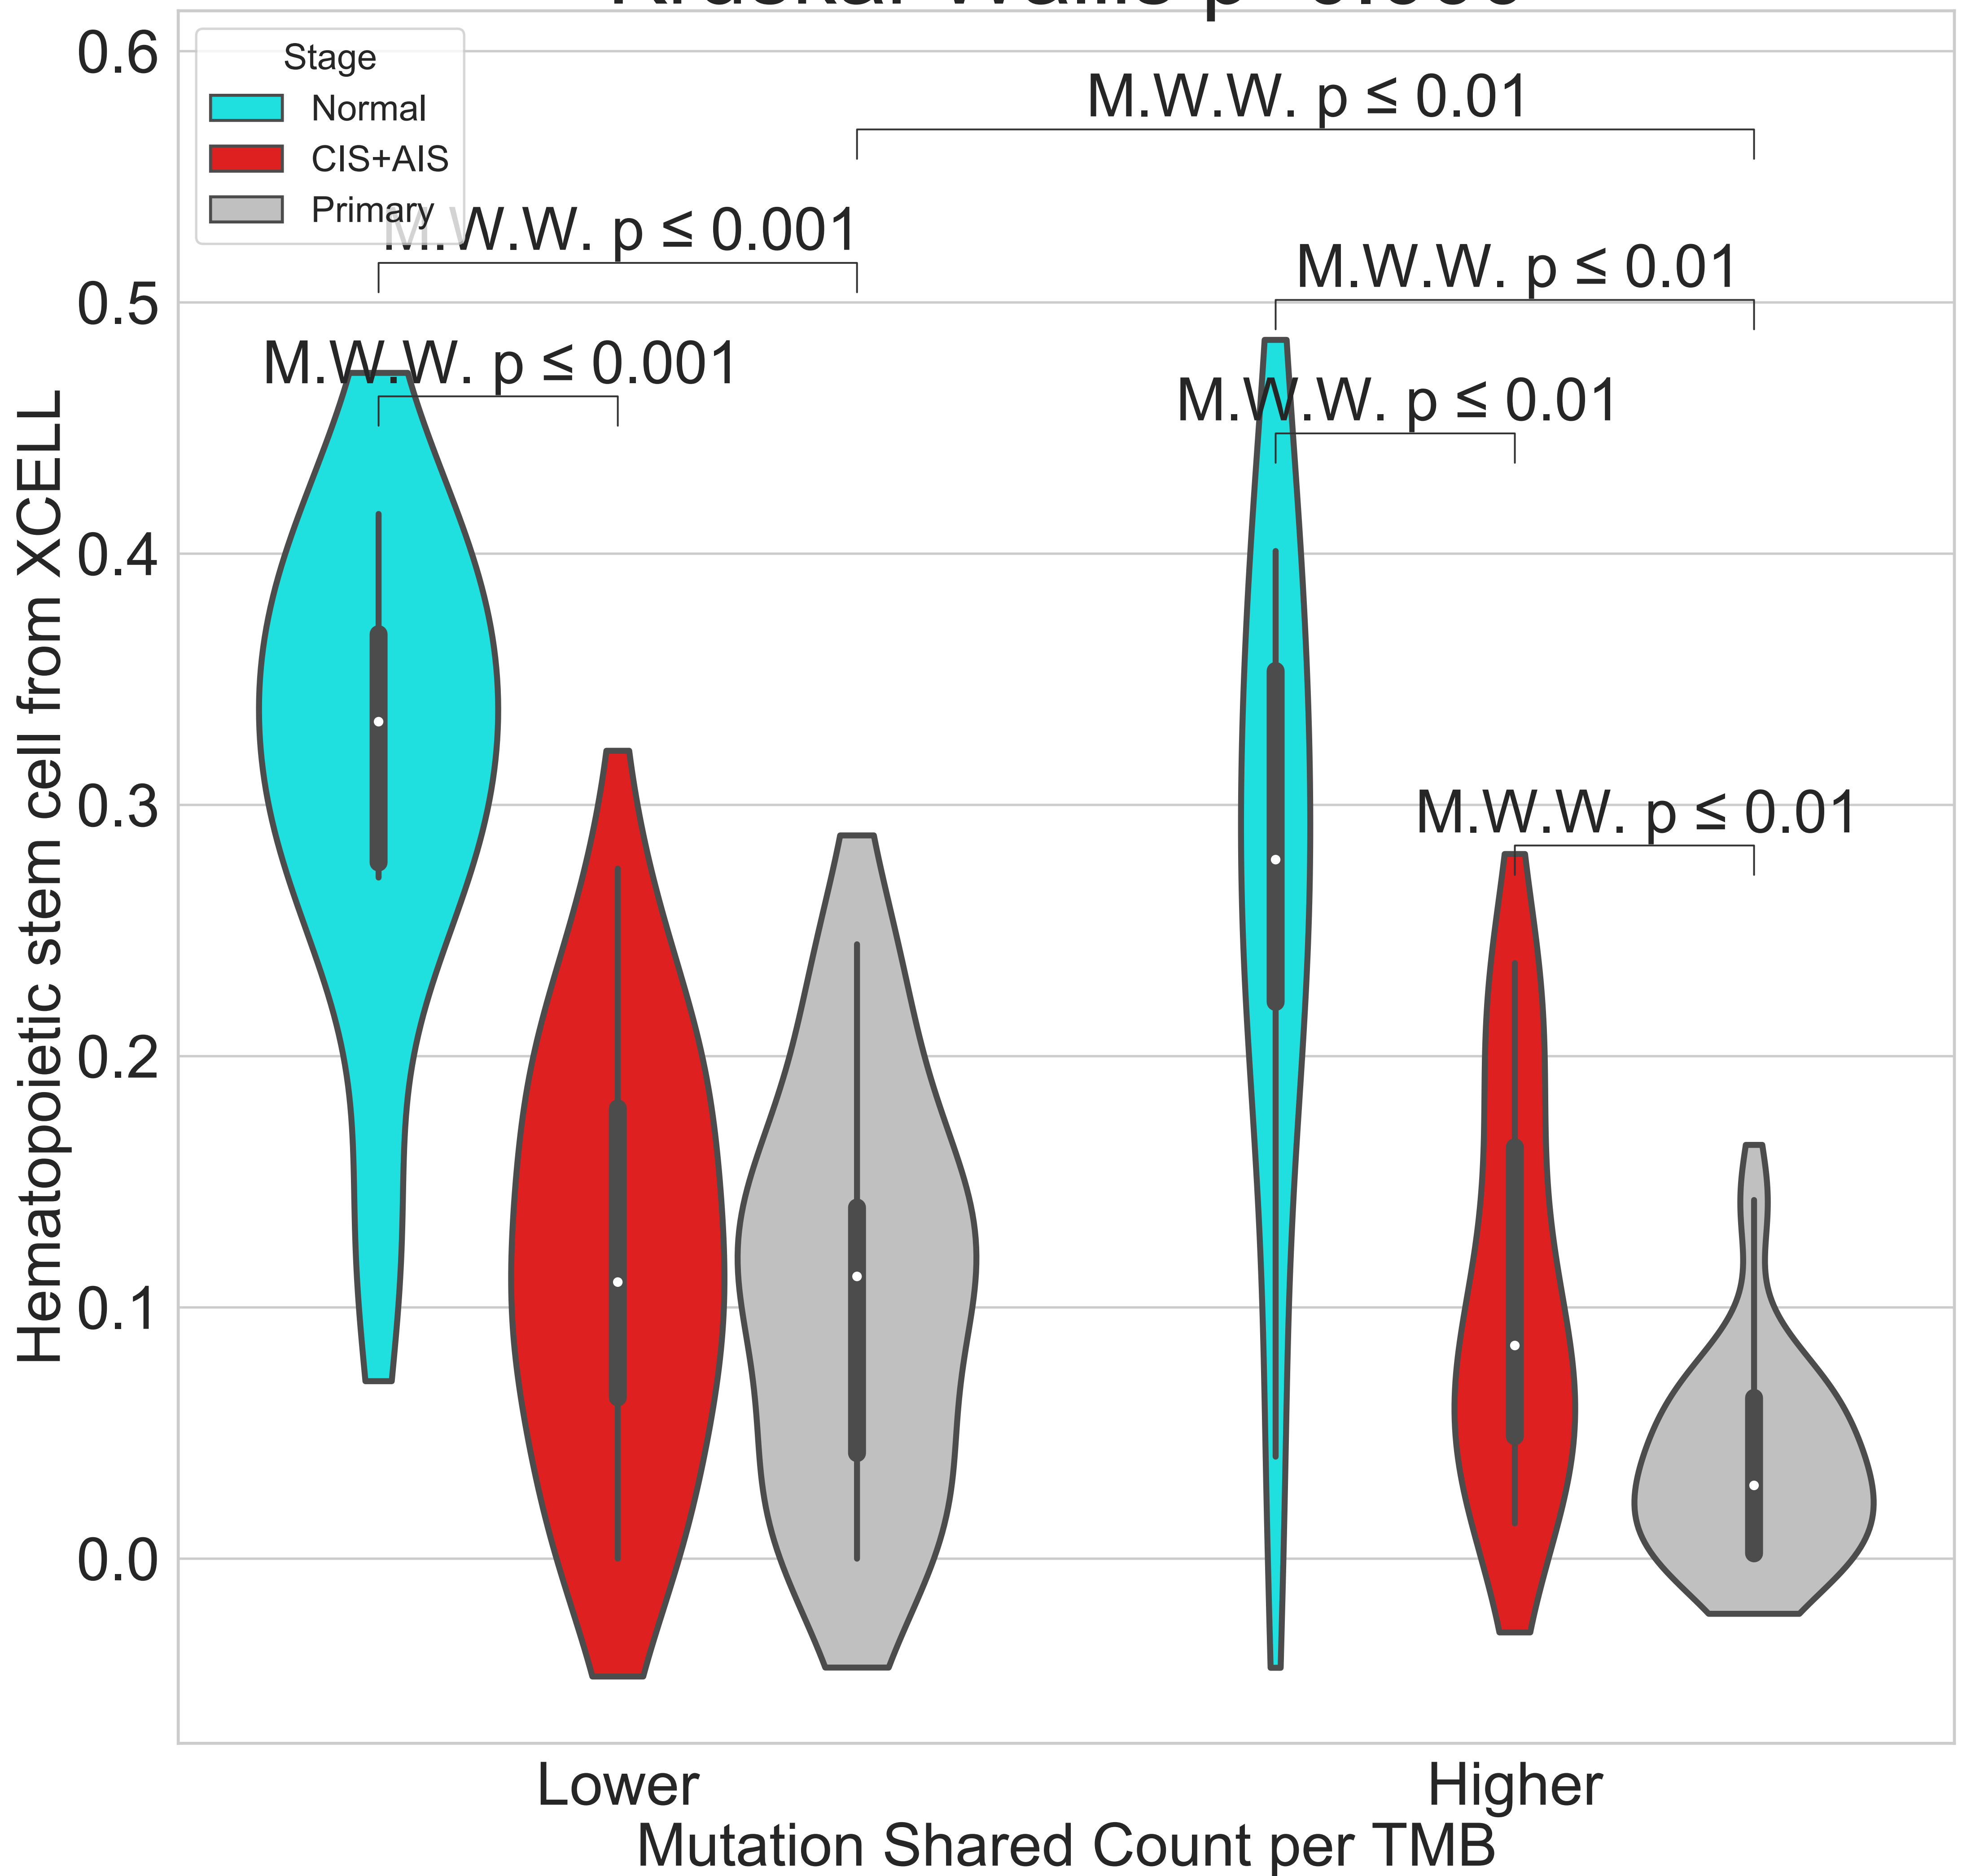 0.6
0.5
0.4
0.3
0.2
0.1
0.0
Hematopoietic stem cell from XCELL
Stage
Normal
CIS+AIS
Primary
M.W.W. p ≤ 0.01
M.W.W. p ≤ 0.001
M.W.W. p ≤ 0.01
M.W.W. p ≤ 0.001
M.W.W. p ≤ 0.01
M.W.W. p ≤ 0.01
Lower
Higher
Mutation Shared Count per TMB